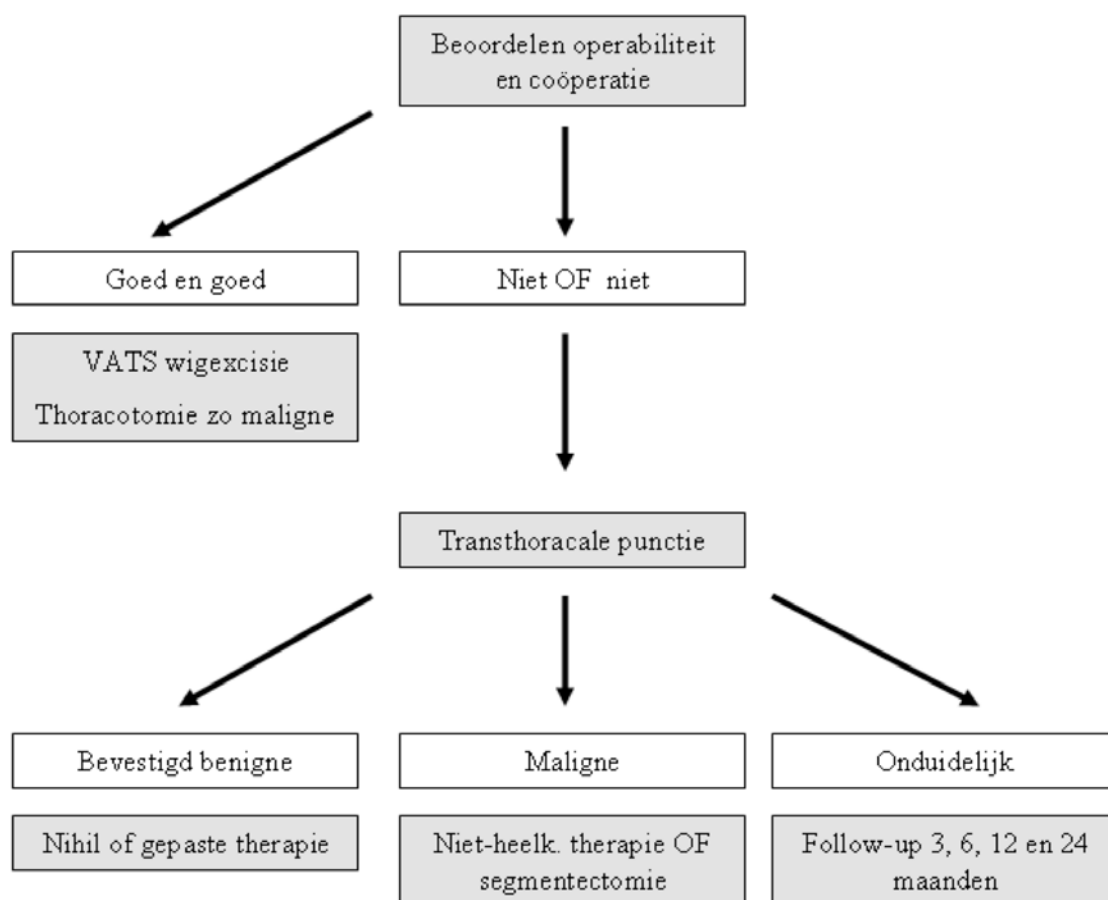 Beoordelen operabiliteit
en coöperatie
Goed en goed
Niet OF niet
VATS wigexcisie
Thoracotomie zo maligne
Transthoracale punctie
Bevestigd benigne
Maligne
Onduidelijk
Nihil of gepaste therapie
Niet-heelk. therapie OF
segmentectomie
Follow-up 3, 6, 12 en 24
maanden